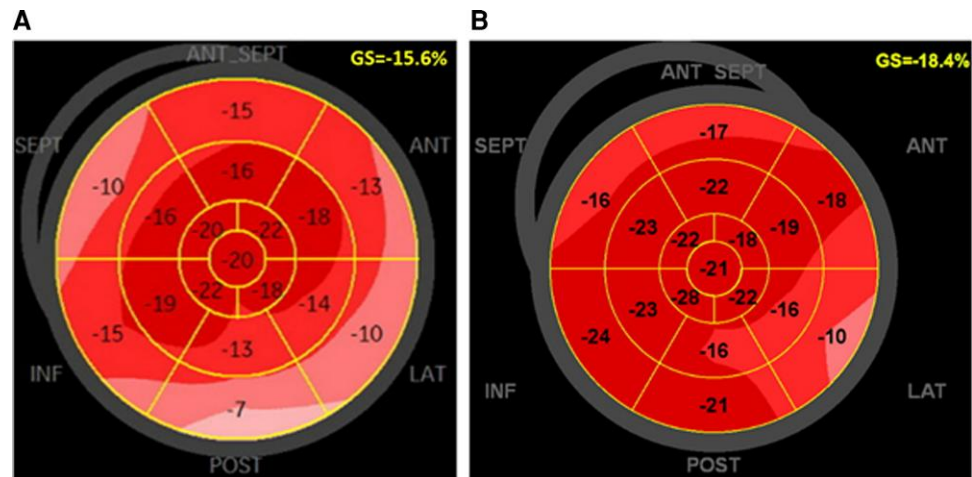 A
ANT_SEPT
GS=-15.6%
SEPT
ANT
-15
-10
-16
-13
-16
-18
-20
-22
-20
-19
-22
-18
-14
-15
-13
-10
INF
LAT
-7
POST
B
ANT SEPT
GS=-18.4%
SEPT
ANT
-17
-16
-22
-18
-23
-19
-22
-18
-21
-23
-28
-22
-16
-24
-16
-10
INF
LAT
-21
POST